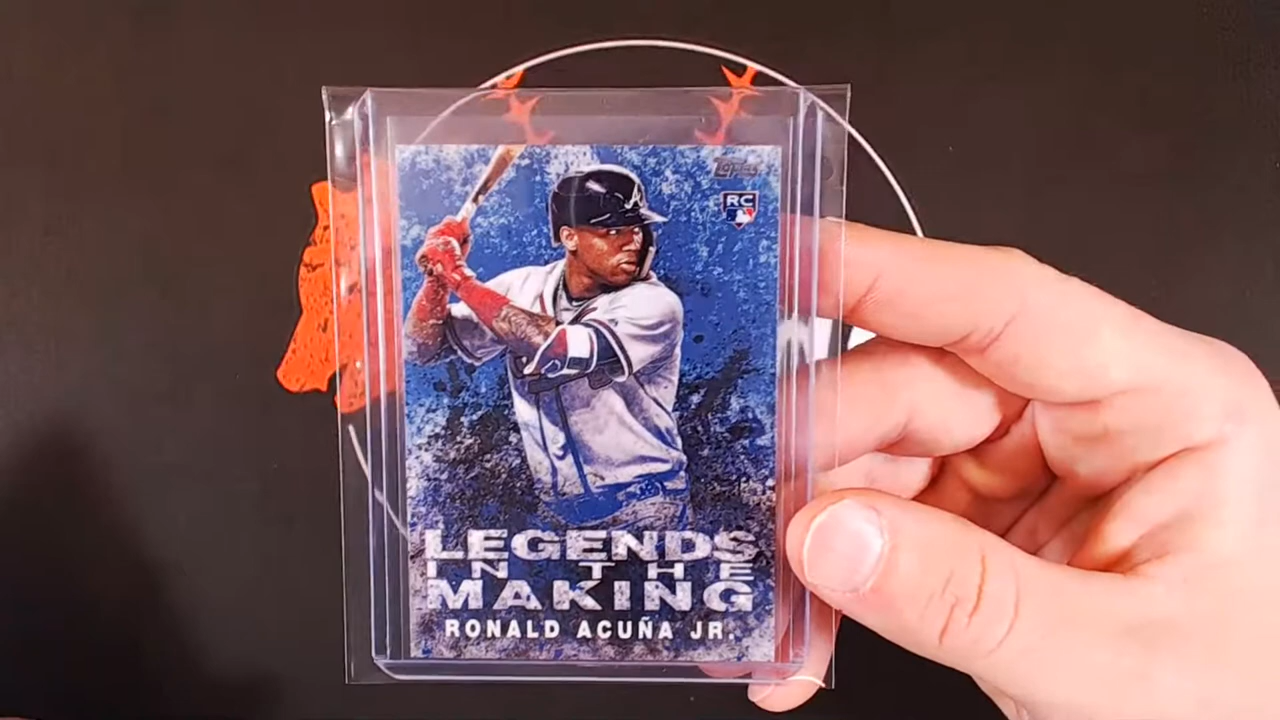 Topps
RC
A
LEGENDS
IN THE
MAKING
RONALD ACUÑA JR.